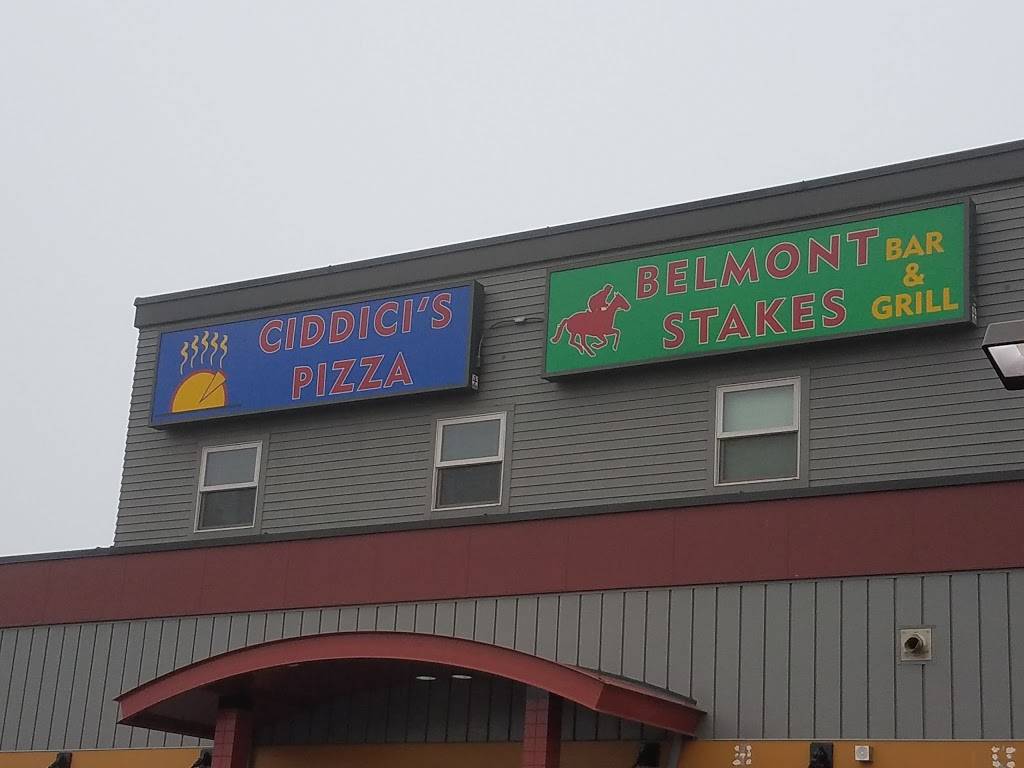 CIDDICI'S
PIZZA
BELMONT
STAKES
BAR
&
GRILL